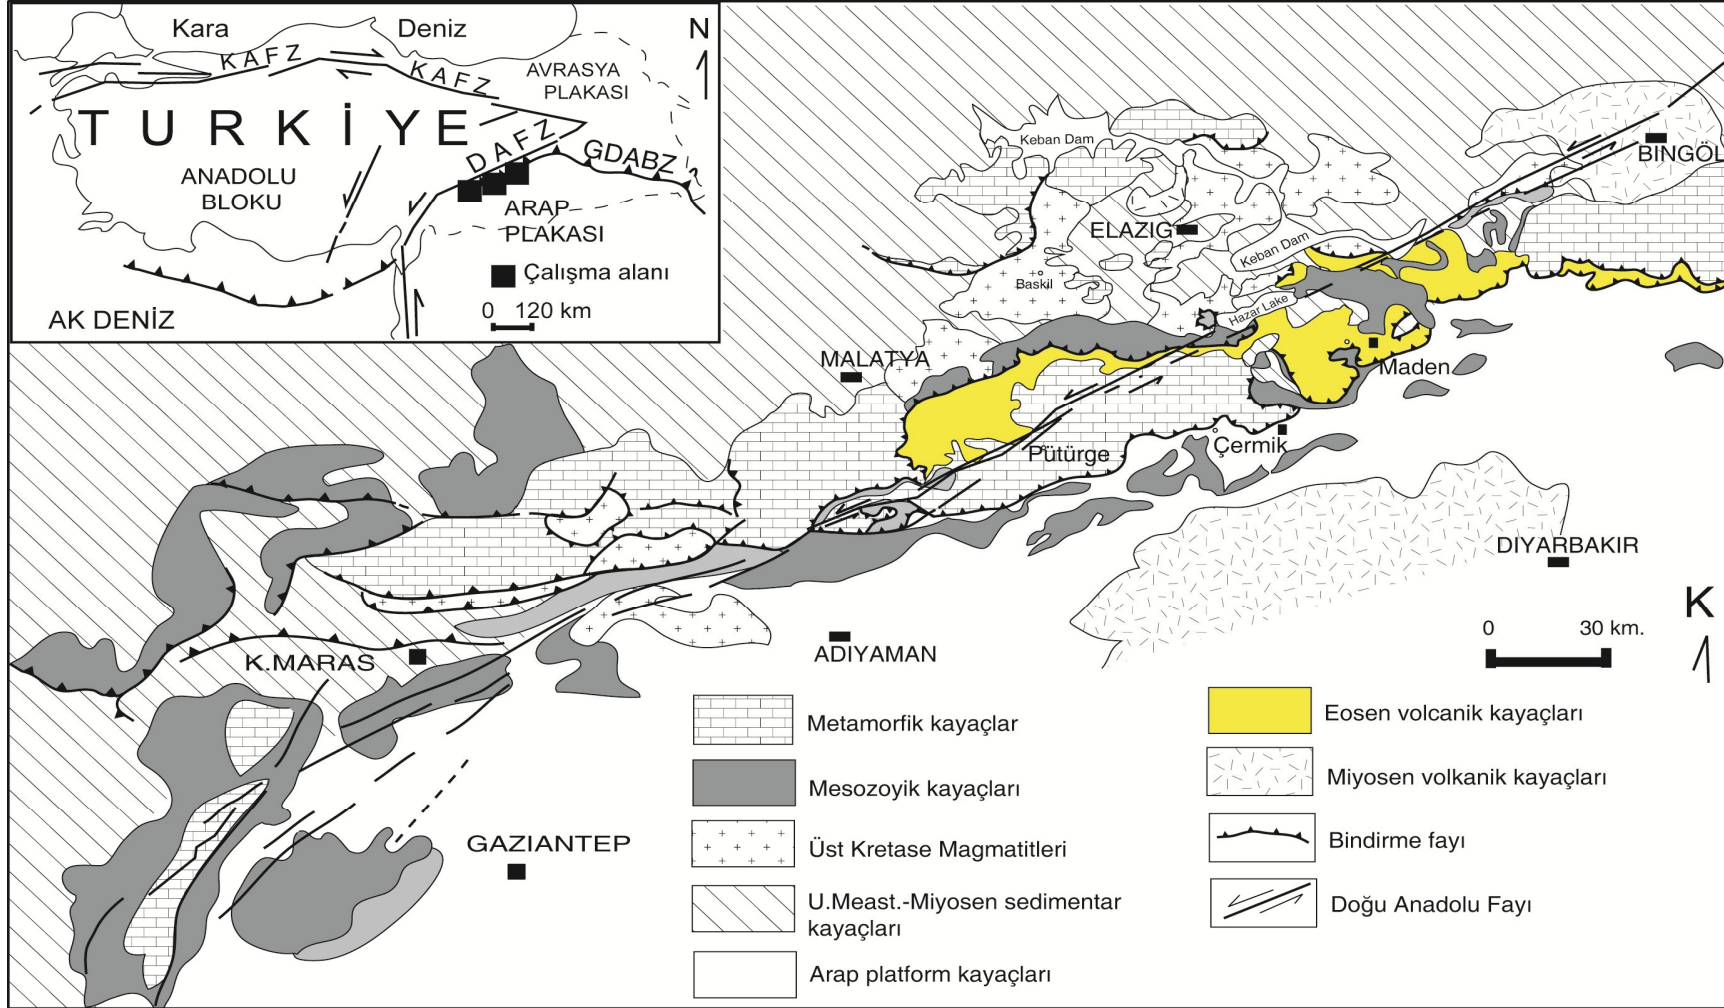 Kara Deniz
N
KAFZ
KAFZ
AVRASYA
PLAKASI
TURKİYE
DAFZ
GDABZ
ANADOLU
BLOKU
ARAP
PLAKASI
Çalışma alanı
0 120 km
AK DENİZ
Keban Dam
BINGÖL
ELAZIG
Keban Dam
Baskil
Hazar Lake
MALATYA
Maden
Pütürge
Çermik
DIYARBAKIR
K
0 30 km.
ADIYAMAN
K.MARAS
GAZIANTEP
Metamorfik kayaçlar
Mesozoyik kayaçları
Üst Kretase Magmatitleri
U.Meast.-Miyosen sedimentar
kayaçları
Arap platform kayaçları
Eosen volcanik kayaçları
Miyosen volkanik kayaçları
Bindirme fayı
Doğu Anadolu Fayı